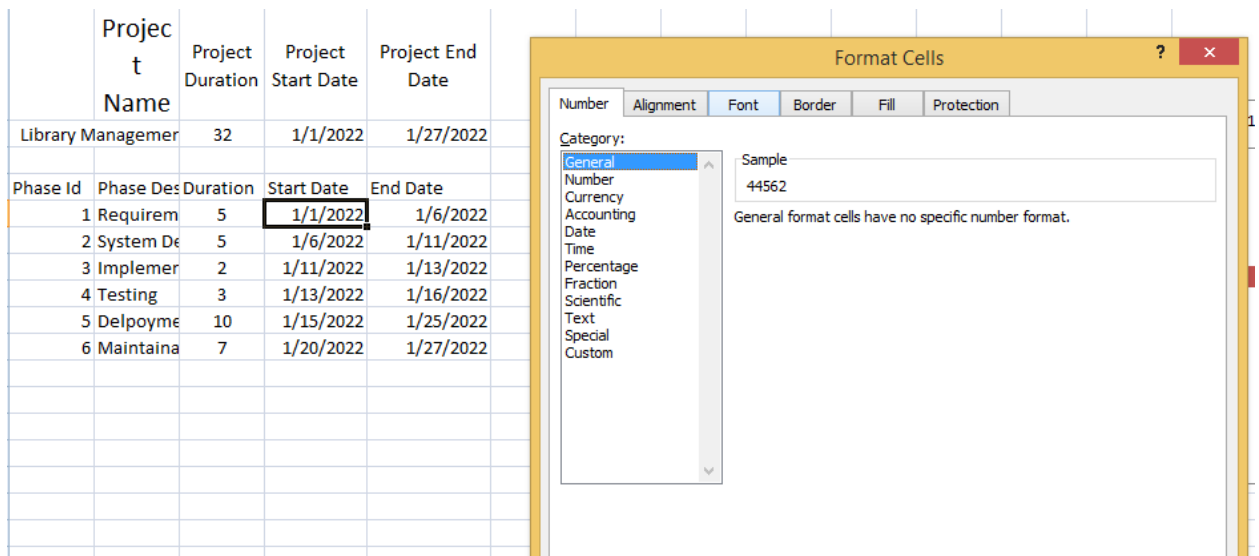 Projec
t
Name
Project
Duration
Project
Start Date
Project End
Date
Library Managemer 32 1/1/2022 1/27/2022
Phase Id Phase Des Duration Start Date End Date
1 Requirem 5 1/1/2022 1/6/2022
2 System De 5 1/6/2022 1/11/2022
3 Implemer 2 1/11/2022 1/13/2022
4 Testing 3 1/13/2022 1/16/2022
5 Delpoyme 10 1/15/2022 1/25/2022
6 Maintaina 7 1/20/2022 1/27/2022
Format Cells ? ×
Number Alignment Font Border Fill Protection
Category:
General
Number
Currency
Accounting
Date
Time
Percentage
Fraction
Scientific
Text
Special
Custom
Sample
44562
General format cells have no specific number format.
1